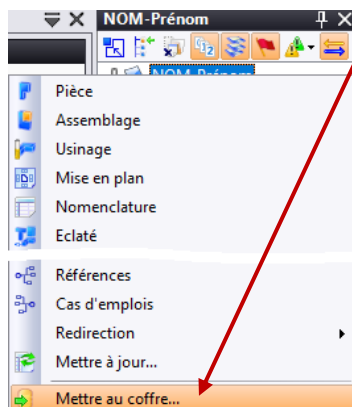 NOM-Prénom
NOM-Prénom
Pièce
Assemblage
Usinage
Mise en plan
Nomenclature
Eclaté
Références
Cas d'emplois
Redirection
Mettre à jour...
Mettre au coffre...